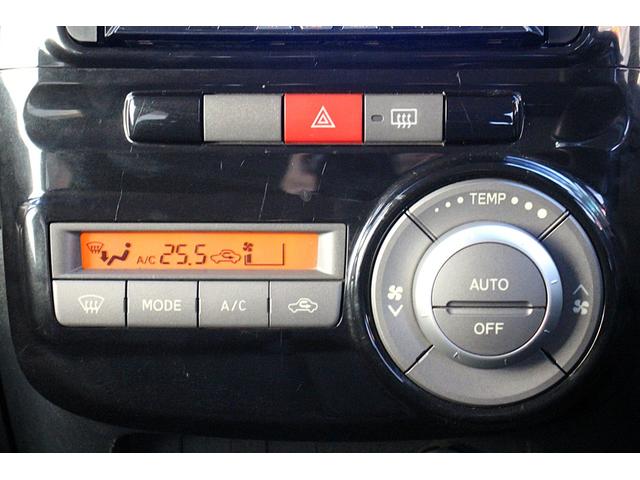 TEMP
A/C 25.5
AUTO
OFF
MODE
A/C